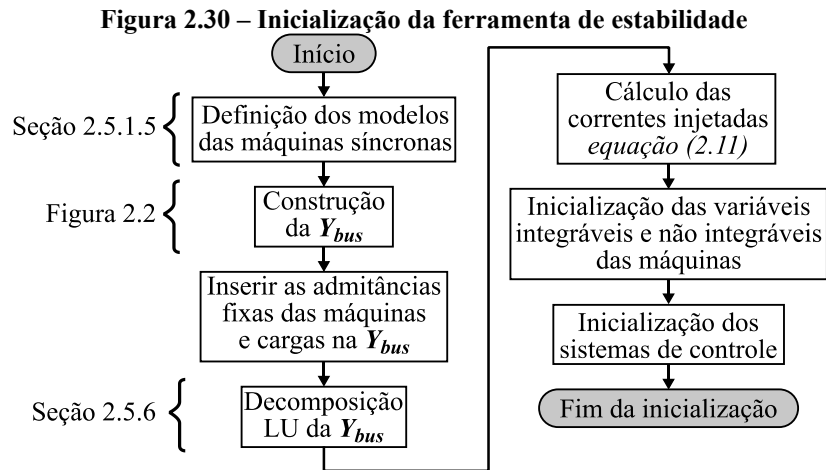 Figura 2.30 – Inicialização da ferramenta de estabilidade
Início
Seção 2.5.1.5
Definição dos modelos
das máquinas síncronas
Figura 2.2
Construção
da Ybus
Inserir as admitâncias
fixas das máquinas
e cargas na Ybus
Seção 2.5.6
Decomposição
LU da Ybus
Cálculo das
correntes injetadas
equação (2.11)
Inicialização das variáveis
integráveis e não integráveis
das máquinas
Inicialização dos
sistemas de controle
Fim da inicialização